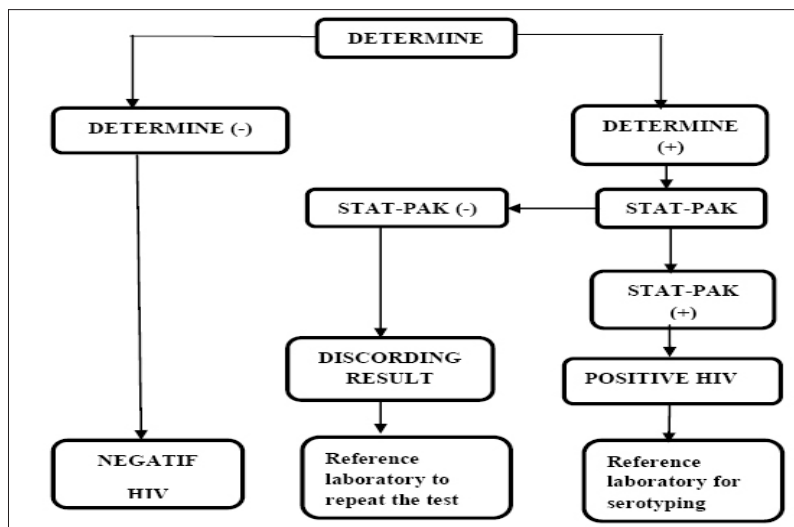 DETERMINE
DETERMINE (-)
DETERMINE
(+)
STAT-PAK (-)
STAT-PAK
STAT-PAK
(+)
DISCORDING
RESULT
POSITIVE HIV
NEGATIF
HIV
Reference
laboratory to
repeat the test
Reference
laboratory for
serotyping